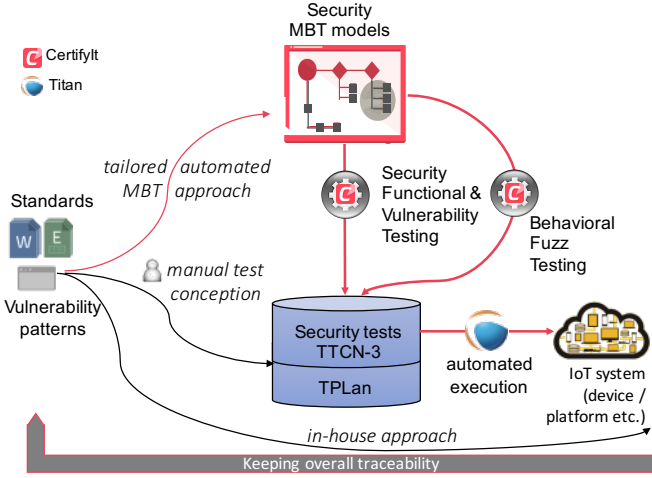 Security
MBT models
CertifyIt
Titan
tailored automated
MBT approach
Security
Functional &
Vulnerability
Testing
Behavioral
Fuzz
Testing
Standards
W E
Vulnerability
patterns
manual test
conception
Security tests
TTCN-3
TPLan
automated
execution
IoT system
(device /
platform etc.)
in-house approach
Keeping overall traceability